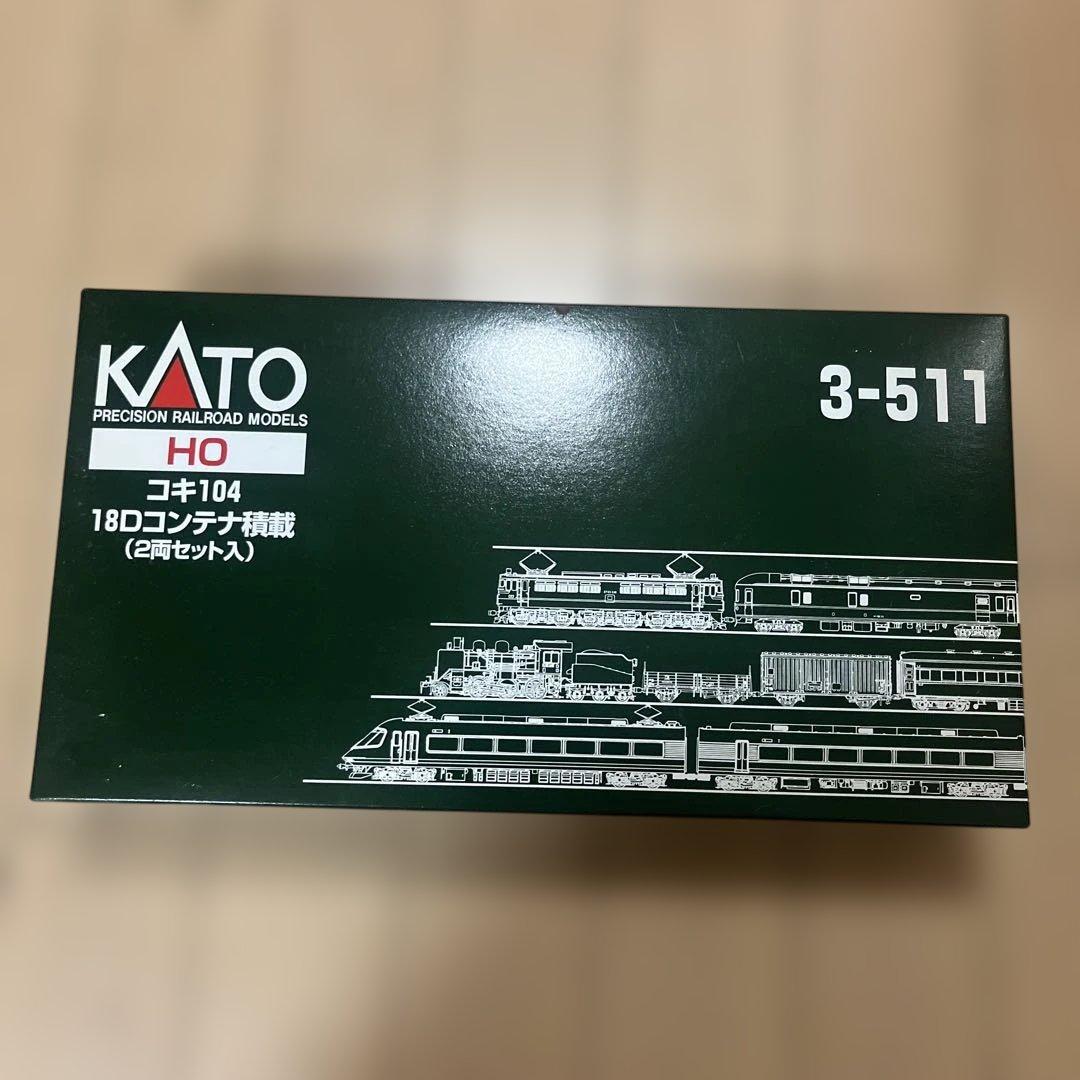 KATO
PRECISION RAILROAD MODELS
HO
コキ104
18Dコンテナ積載
(2両セット入)
3-511